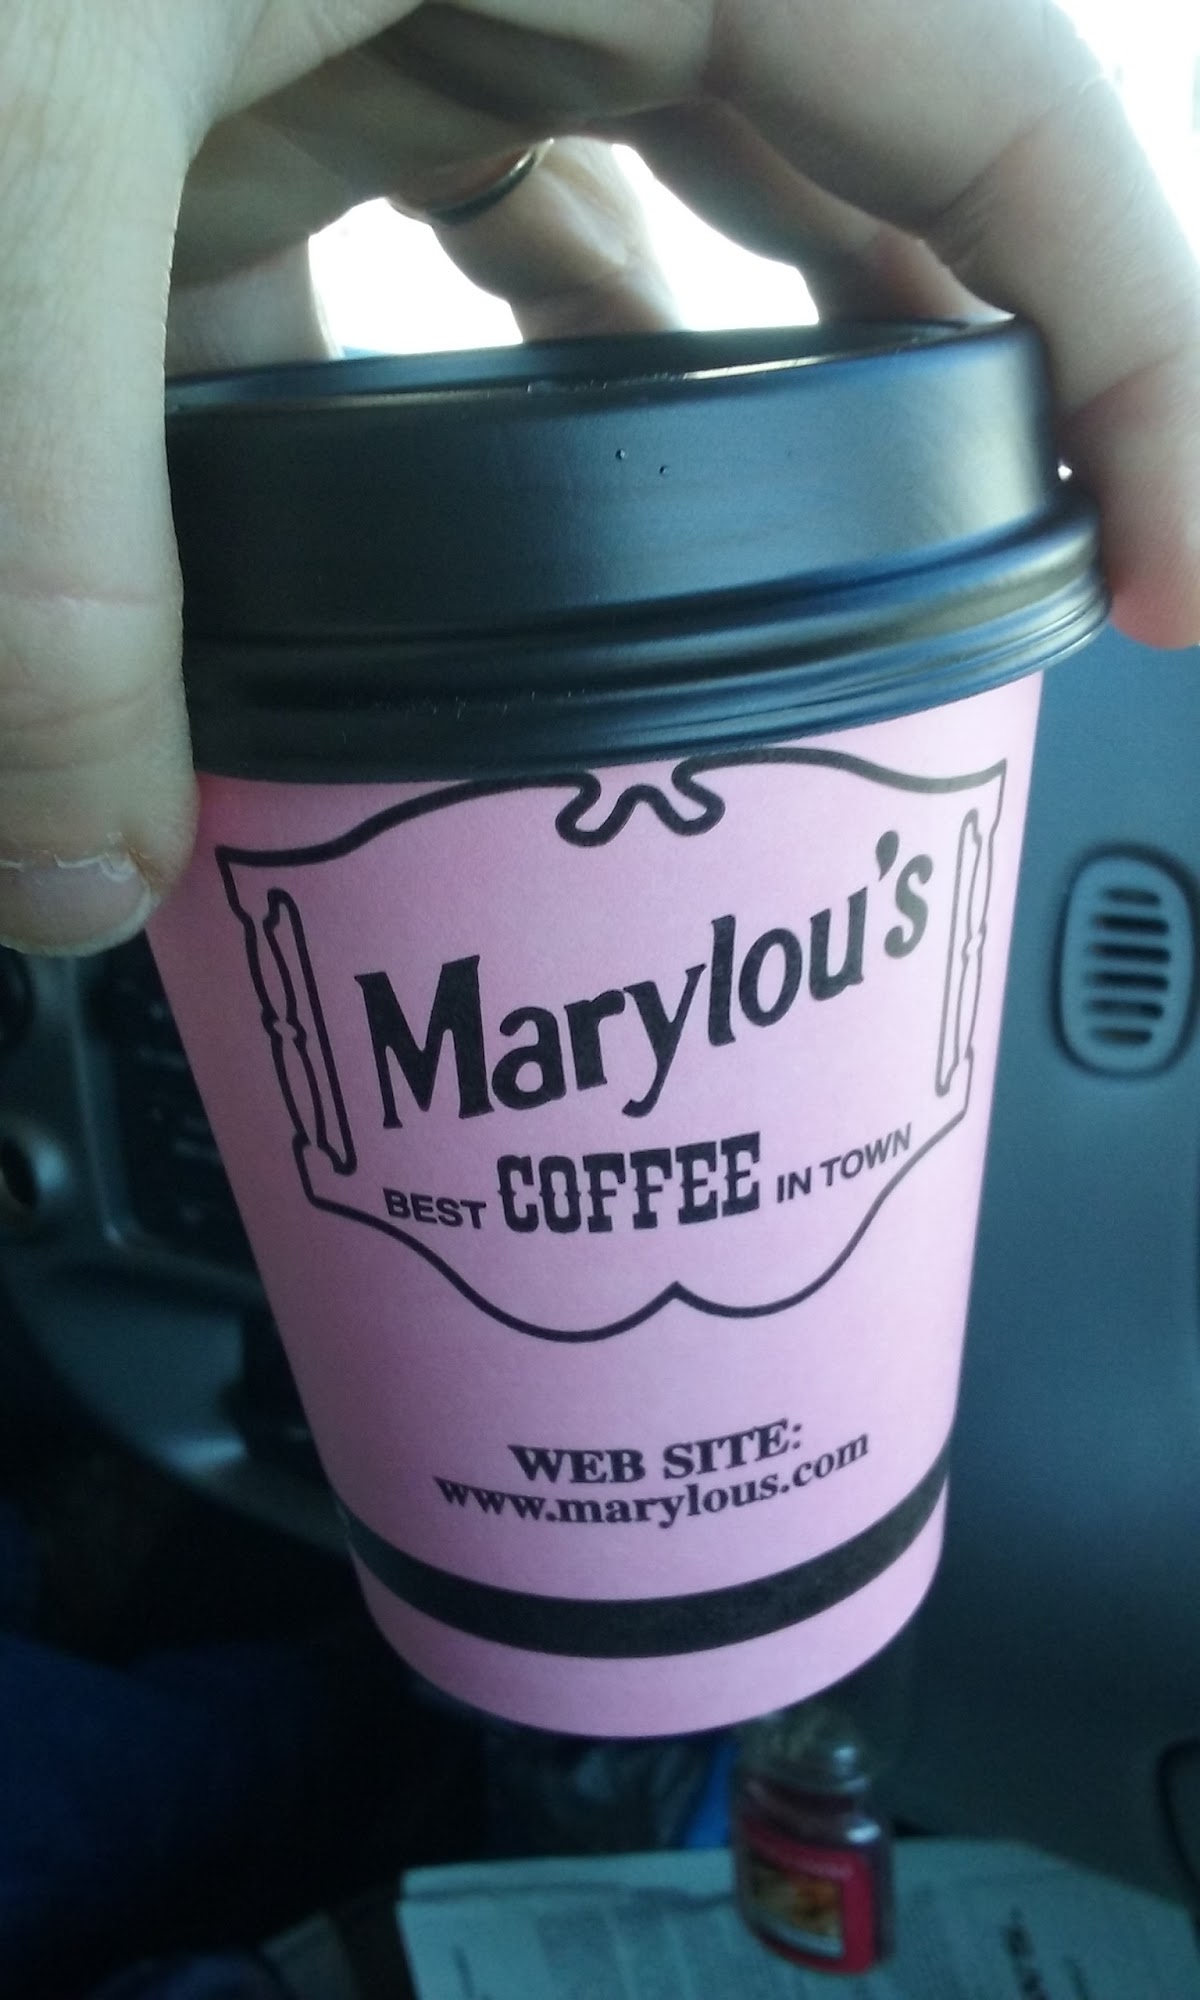 Marylou's
BEST COFFEE IN TOWN
WEB SITE:
www.marylous.com